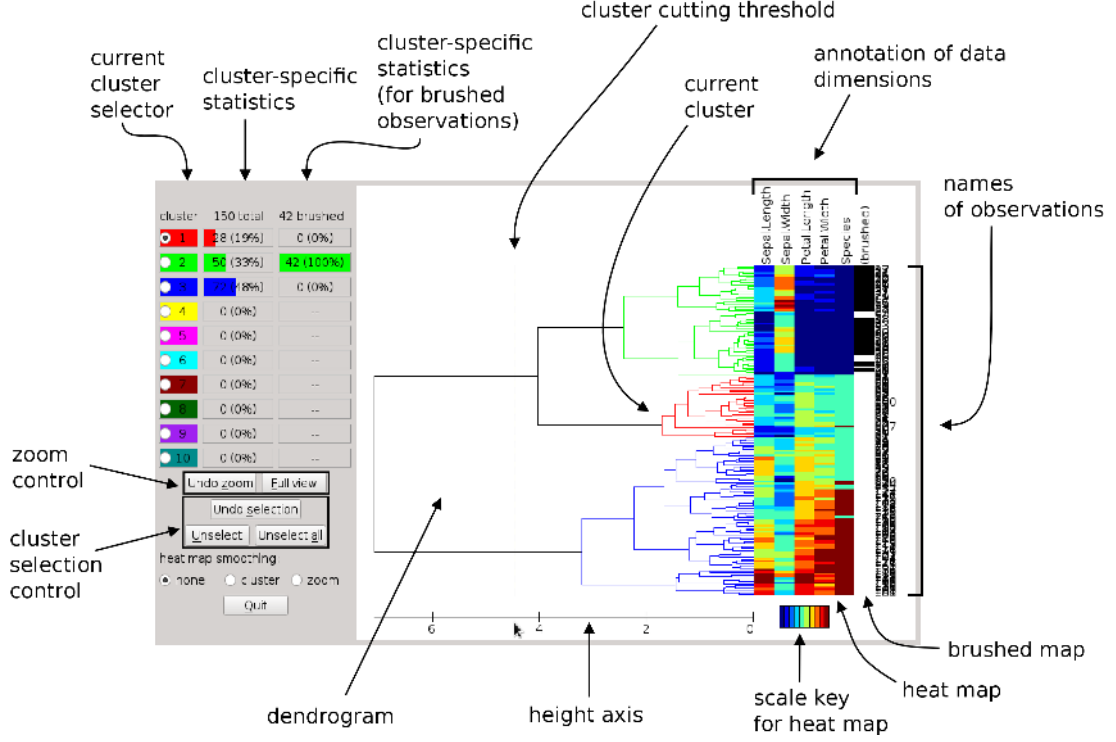 cluster cutting threshold
cluster-specific
statistics
(for brushed
observations)
annotation of data
dimensions
current
cluster
selector
cluster-specific
statistics
current
cluster
names
of observations
Sepal.Length
Sepal.Width
Petal.Length
Petal.Width
Species
(brushed)
cluster 150 total 42 brushed
1 28 (19%) 0 (0%)
2 50 (33%) 42 (100%)
3 72 (48%) 0 (0%)
4 0 (0%) --
5 0 (0%) --
6 0 (0%) --
7 0 (0%) --
8 0 (0%) --
9 0 (0%) --
10 0 (0%) --
zoom
control
Undo zoom Full view
Undo selection
Unselect Unselect all
cluster
selection
control
heat map smoothing
none cluster zoom
Quit
6 4 2 0
brushed map
heat map
scale key
for heat map
dendrogram
height axis